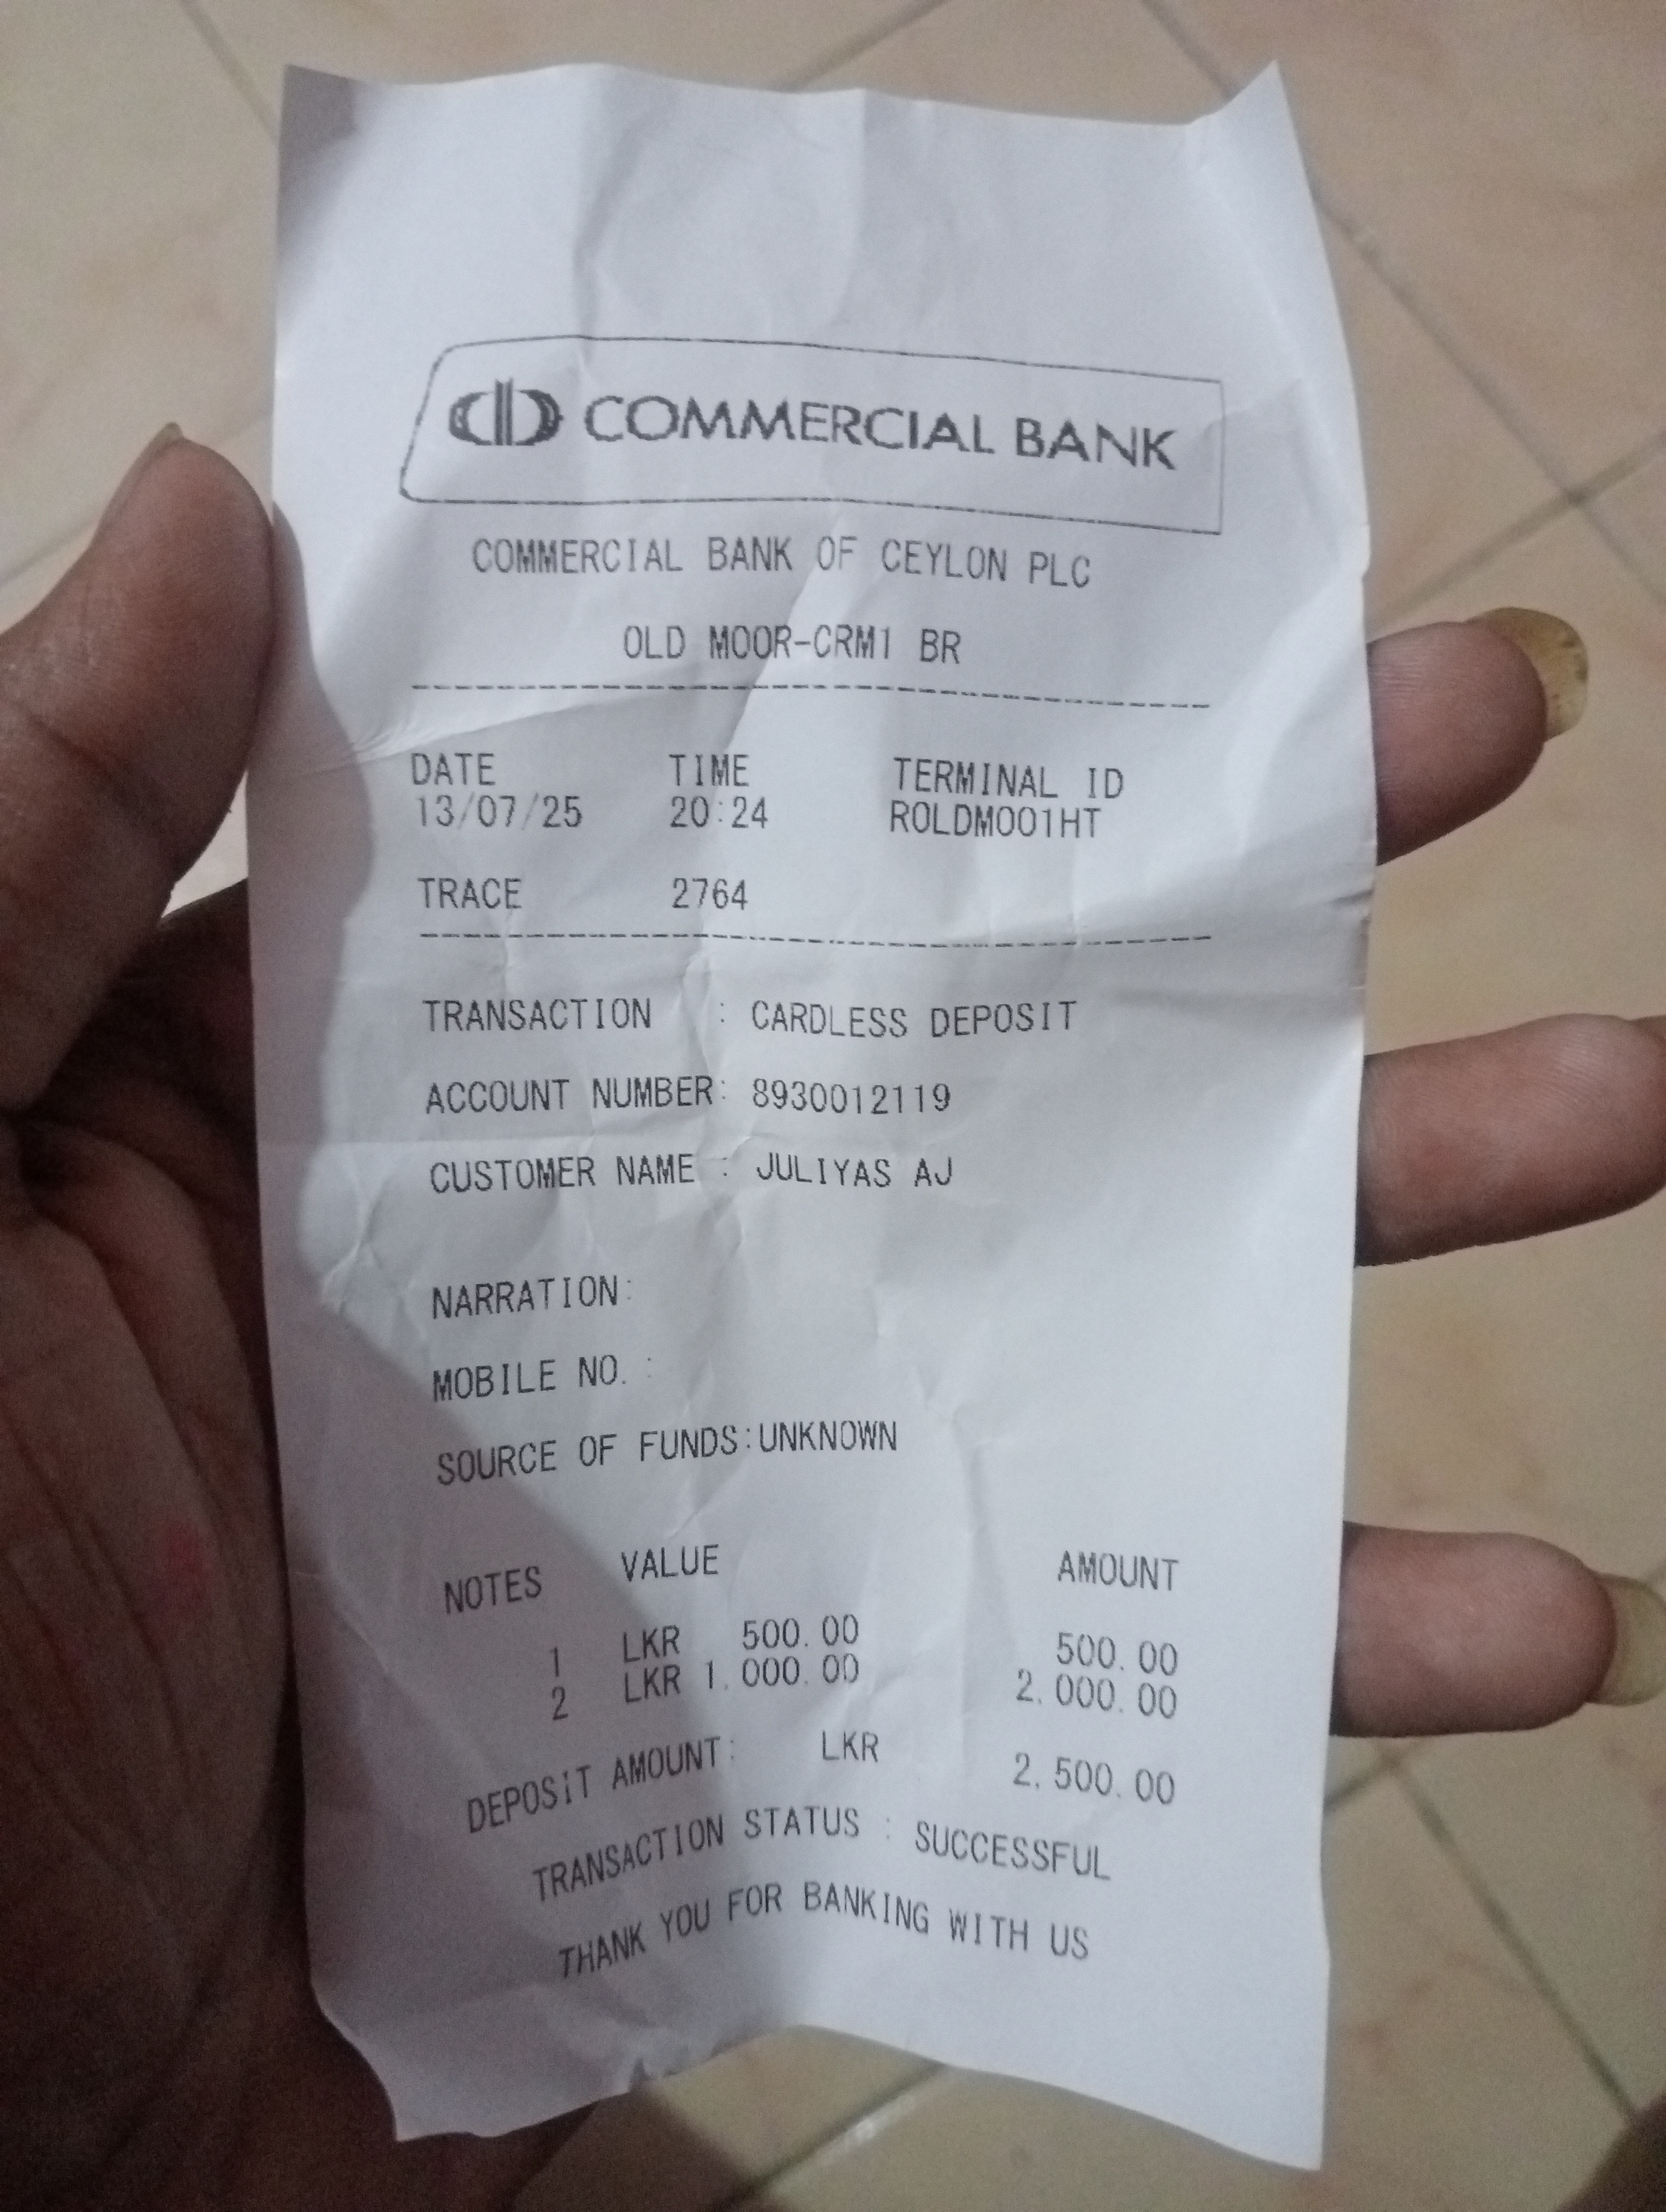 COMMERCIAL BANK
COMMERCIAL BANK OF CEYLON PLC
OLD MOOR-CRM1 BR
DATE TIME TERMINAL ID
13/07/25 20:24 ROLDM001HT
TRACE 2764
TRANSACTION : CARDLESS DEPOSIT
ACCOUNT NUMBER: 8930012119
CUSTOMER NAME : JULIYAS AJ
NARRATION:
MOBILE NO. :
SOURCE OF FUNDS:UNKNOWN
NOTES VALUE AMOUNT
1 LKR 500.00 500.00
2 LKR 1.000.00 2.000.00
DEPOSIT AMOUNT: LKR 2.500.00
TRANSACTION STATUS : SUCCESSFUL
THANK YOU FOR BANKING WITH US